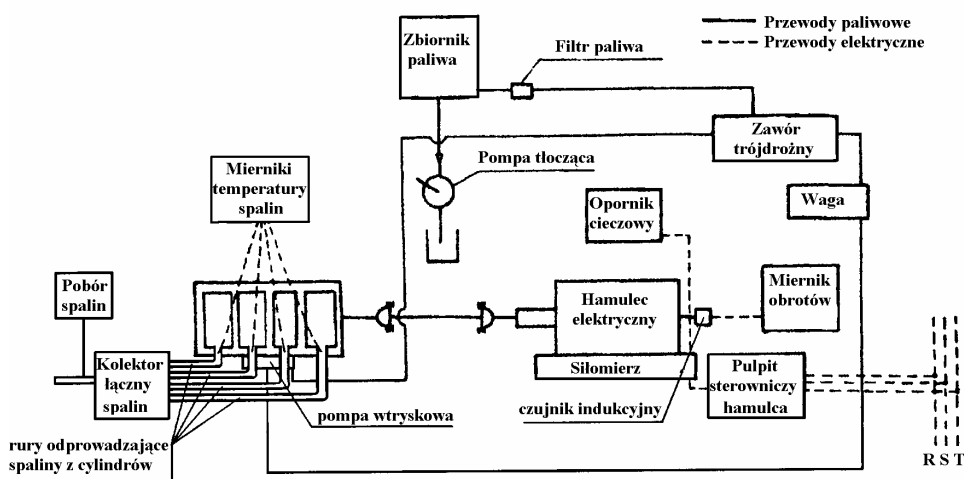 Zbiornik
paliwa
Filtr paliwa
Przewody paliwowe
Przewody elektryczne
Zawór
trójdrożny
Pompa tłocząca
Mierniki
temperatury
spalin
Opornik
cieczowy
Waga
Pobór
spalin
Hamulec
elektryczny
Miernik
obrotów
Kolektor
łączny
spalin
Siłomierz
Pulpit
sterowniczy
hamulca
pompa wtryskowa
czujnik indukcyjny
rury odprowadzające
spaliny z cylindrów
R S T